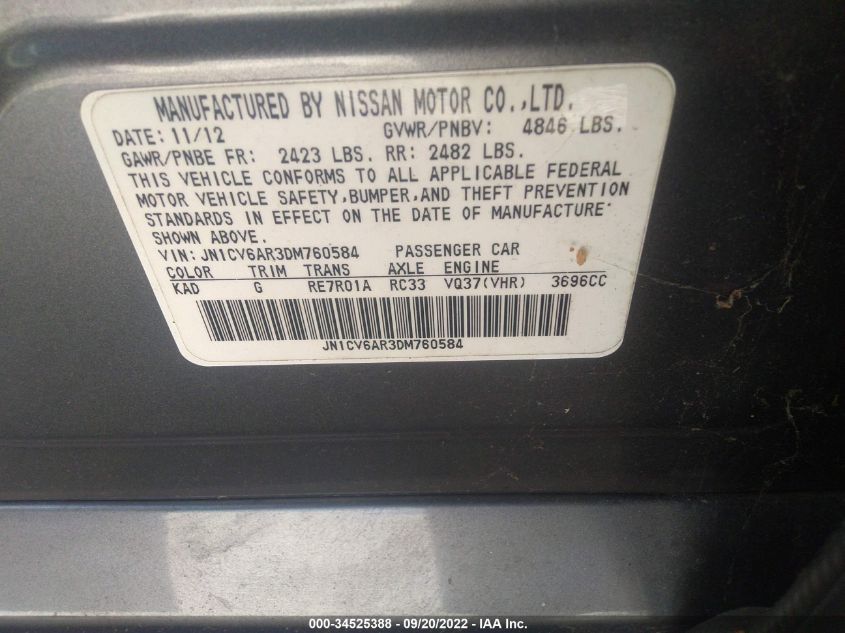 MANUFACTURED BY NISSAN MOTOR CO.,LTD.
DATE: 11/12 GVWR/PNBV: 4846 LBS.
GAWR/PNBE FR: 2423 LBS. RR: 2482 LBS.
THIS VEHICLE CONFORMS TO ALL APPLICABLE FEDERAL
MOTOR VEHICLE SAFETY,BUMPER,AND THEFT PREVENTION
STANDARDS IN EFFECT ON THE DATE OF MANUFACTURE
SHOWN ABOVE.
VIN: JN1CV6AR3DM760584 PASSENGER CAR
COLOR TRIM TRANS AXLE ENGINE
KAD G RE7R01A RC33 VQ37(VHR) 3696CC
JN1CV6AR3DM760584
000-34525388 - 09/20/2022 - IAA Inc.